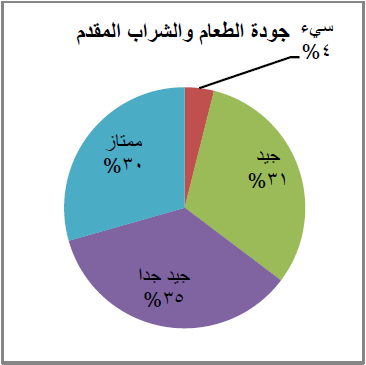 جودة الطعام والشراب المقدم
سيء
%٤
جيد
%٣١
جيد جدا
%٣٥
ممتاز
%٣٠